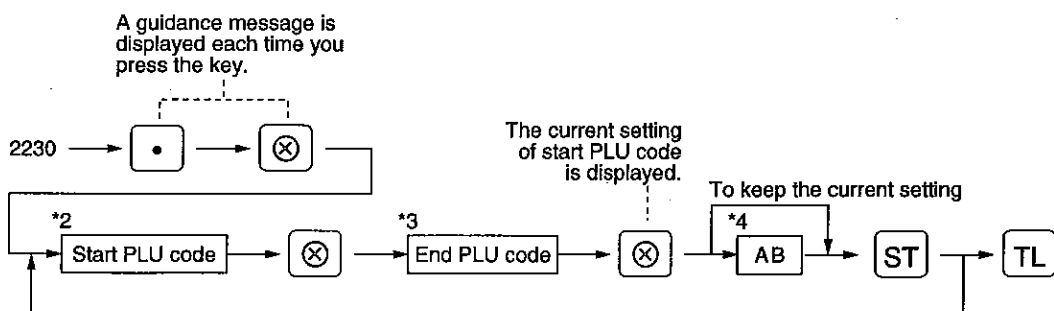 A guidance message is
displayed each time you
press the key.
2230
•
⊗
The current setting
of start PLU code
is displayed.
To keep the current setting
*2
Start PLU code
⊗
*3
End PLU code
⊗
*4
AB
ST
TL